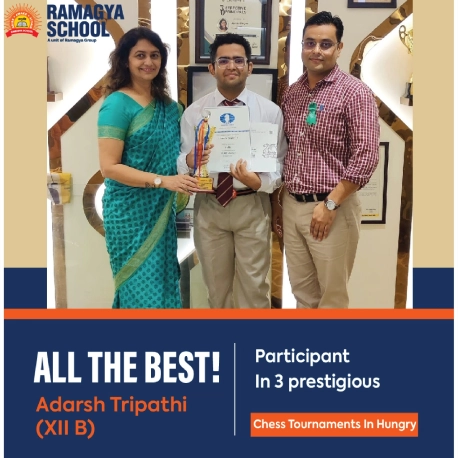 RAMAGYA
SCHOOL
A unit of Ramagya Group
ALL THE BEST!
Adarsh Tripathi
(XII B)
Participant
In 3 prestigious
Chess Tournaments In Hungry